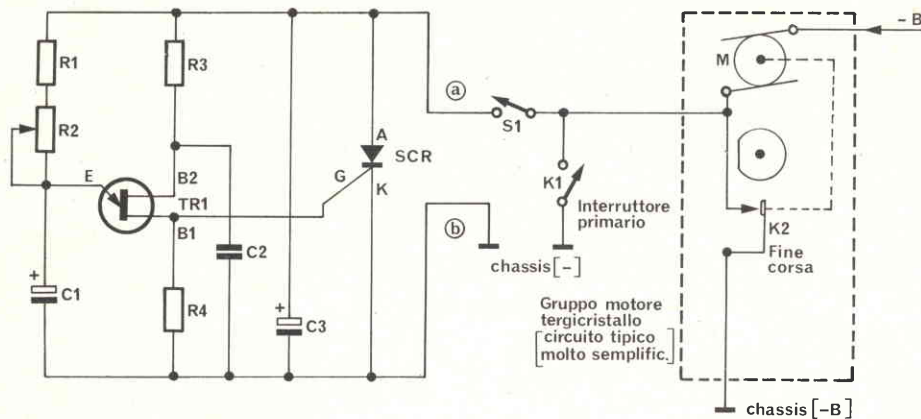 – B
R1
R3
M
ⓐ
R2
S1
A
SCR
E
B2
G
K
K1
TR1
Interruttore
primario
B1
K2
ⓑ
C2
Fine
corsa
chassis [–]
+
C1
R4
+
C3
Gruppo motore
tergicristallo
[circuito tipico
molto semplific.]
chassis [–B]